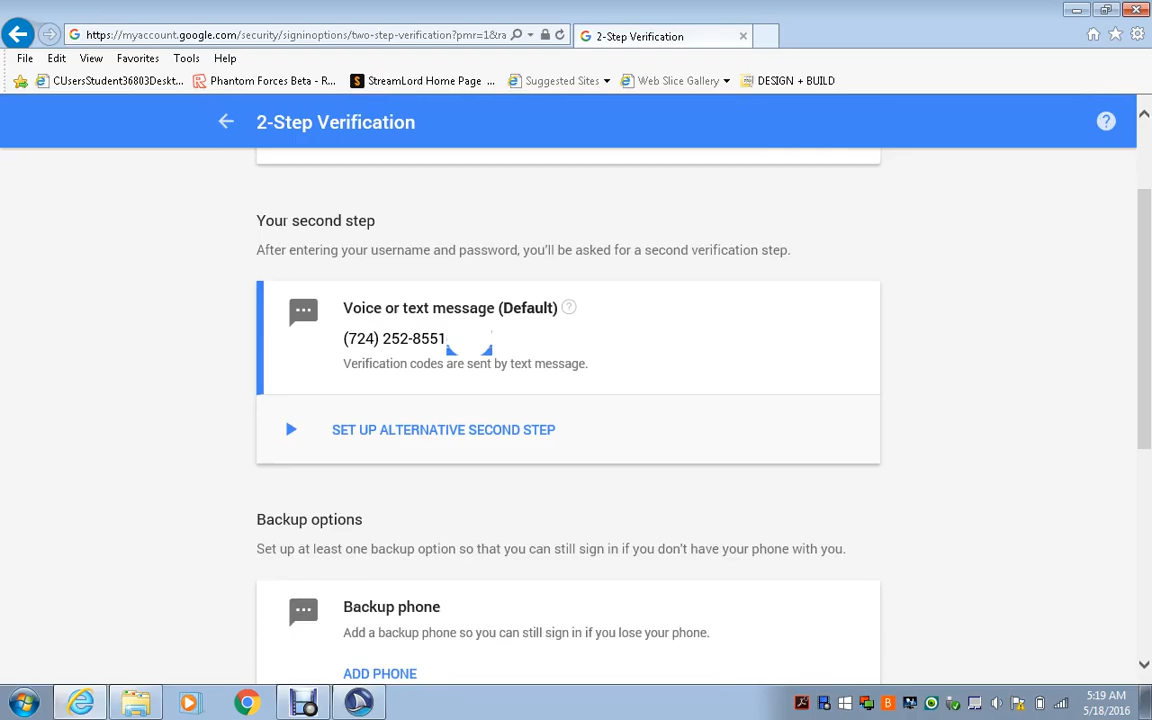 https://myaccount.google.com/security/signinoptions/two-step-verification?pmr=1&ra
2-Step Verification
File Edit View Favorites Tools Help
CUsersStudent36803Deskt... Phantom Forces Beta - R... StreamLord Home Page ... Suggested Sites Web Slice Gallery DESIGN + BUILD
2-Step Verification
Your second step
After entering your username and password, you'll be asked for a second verification step.
Voice or text message (Default)
(724) 252-8551
Verification codes are sent by text message.
SET UP ALTERNATIVE SECOND STEP
Backup options
Set up at least one backup option so that you can still sign in if you don't have your phone with you.
Backup phone
Add a backup phone so you can still sign in if you lose your phone.
ADD PHONE
5:19 AM
5/18/2016